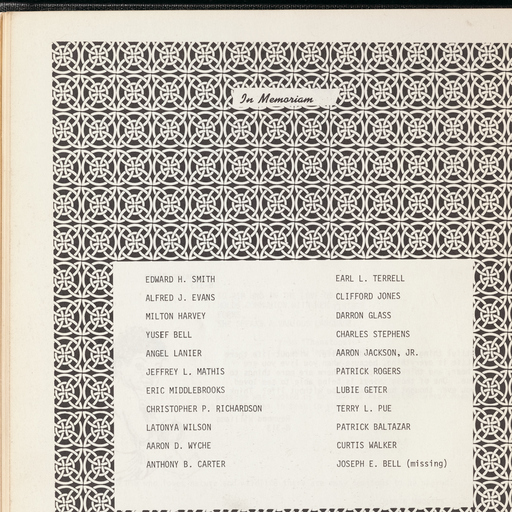 In Memoriam
EDWARD H. SMITH
ALFRED J. EVANS
MILTON HARVEY
YUSEF BELL
ANGEL LANIER
JEFFREY L. MATHIS
ERIC MIDDLEBROOKS
CHRISTOPHER P. RICHARDSON
LATONYA WILSON
AARON D. WYCHE
ANTHONY B. CARTER
EARL L. TERRELL
CLIFFORD JONES
DARRON GLASS
CHARLES STEPHENS
AARON JACKSON, JR.
PATRICK ROGERS
LUBIE GETER
TERRY L. PUE
PATRICK BALTAZAR
CURTIS WALKER
JOSEPH E. BELL (missing)